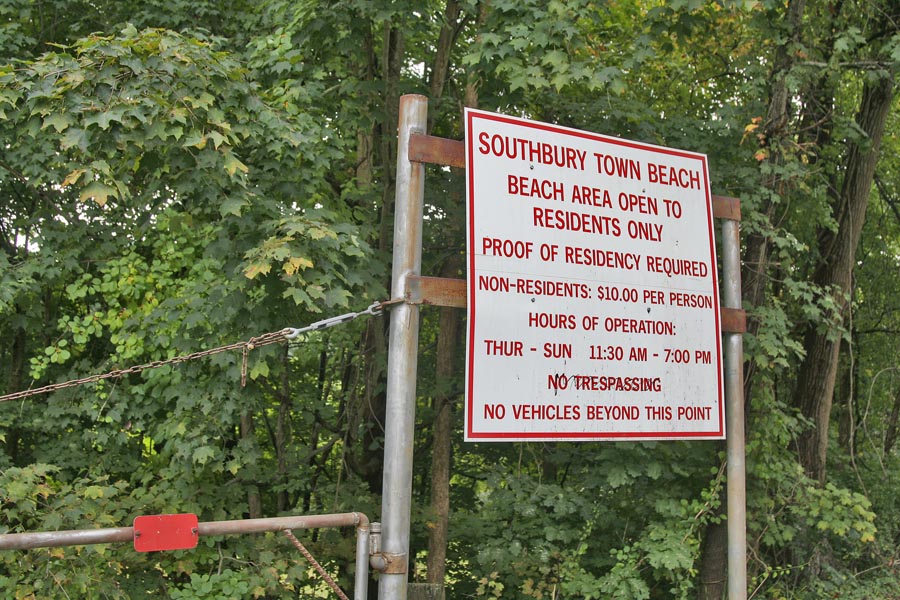 SOUTHBURY TOWN BEACH
BEACH AREA OPEN TO
RESIDENTS ONLY
PROOF OF RESIDENCY REQUIRED
NON-RESIDENTS: $10.00 PER PERSON
HOURS OF OPERATION:
THUR - SUN 11:30 AM - 7:00 PM
NO TRESPASSING
NO VEHICLES BEYOND THIS POINT